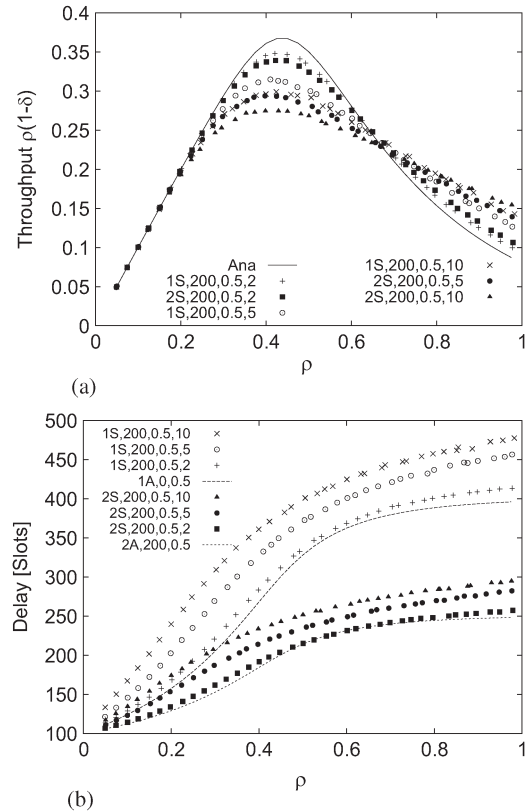 (a)
Throughput ρ(1-δ)
0.4
0.35
0.3
0.25
0.2
0.15
0.1
0.05
0
Ana
1S,200,0.5,2
2S,200,0.5,2
1S,200,0.5,5
1S,200,0.5,10
2S,200,0.5,5
2S,200,0.5,10
0 0.2 0.4 0.6 0.8 1
ρ
(b)
Delay [Slots]
500
450
400
350
300
250
200
150
100
1S,200,0.5,10
1S,200,0.5,5
1S,200,0.5,2
1A,0,0.5
2S,200,0.5,10
2S,200,0.5,5
2S,200,0.5,2
2A,200,0.5
0 0.2 0.4 0.6 0.8 1
ρ